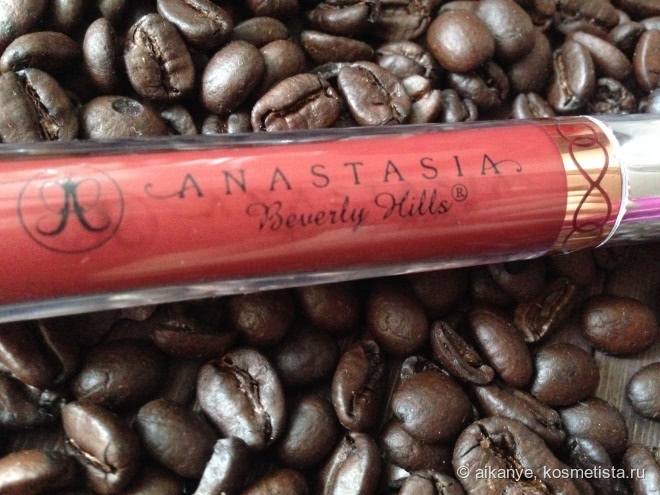 ANASTASIA
Beverly Hills®
© aikanye, kosmetista.ru